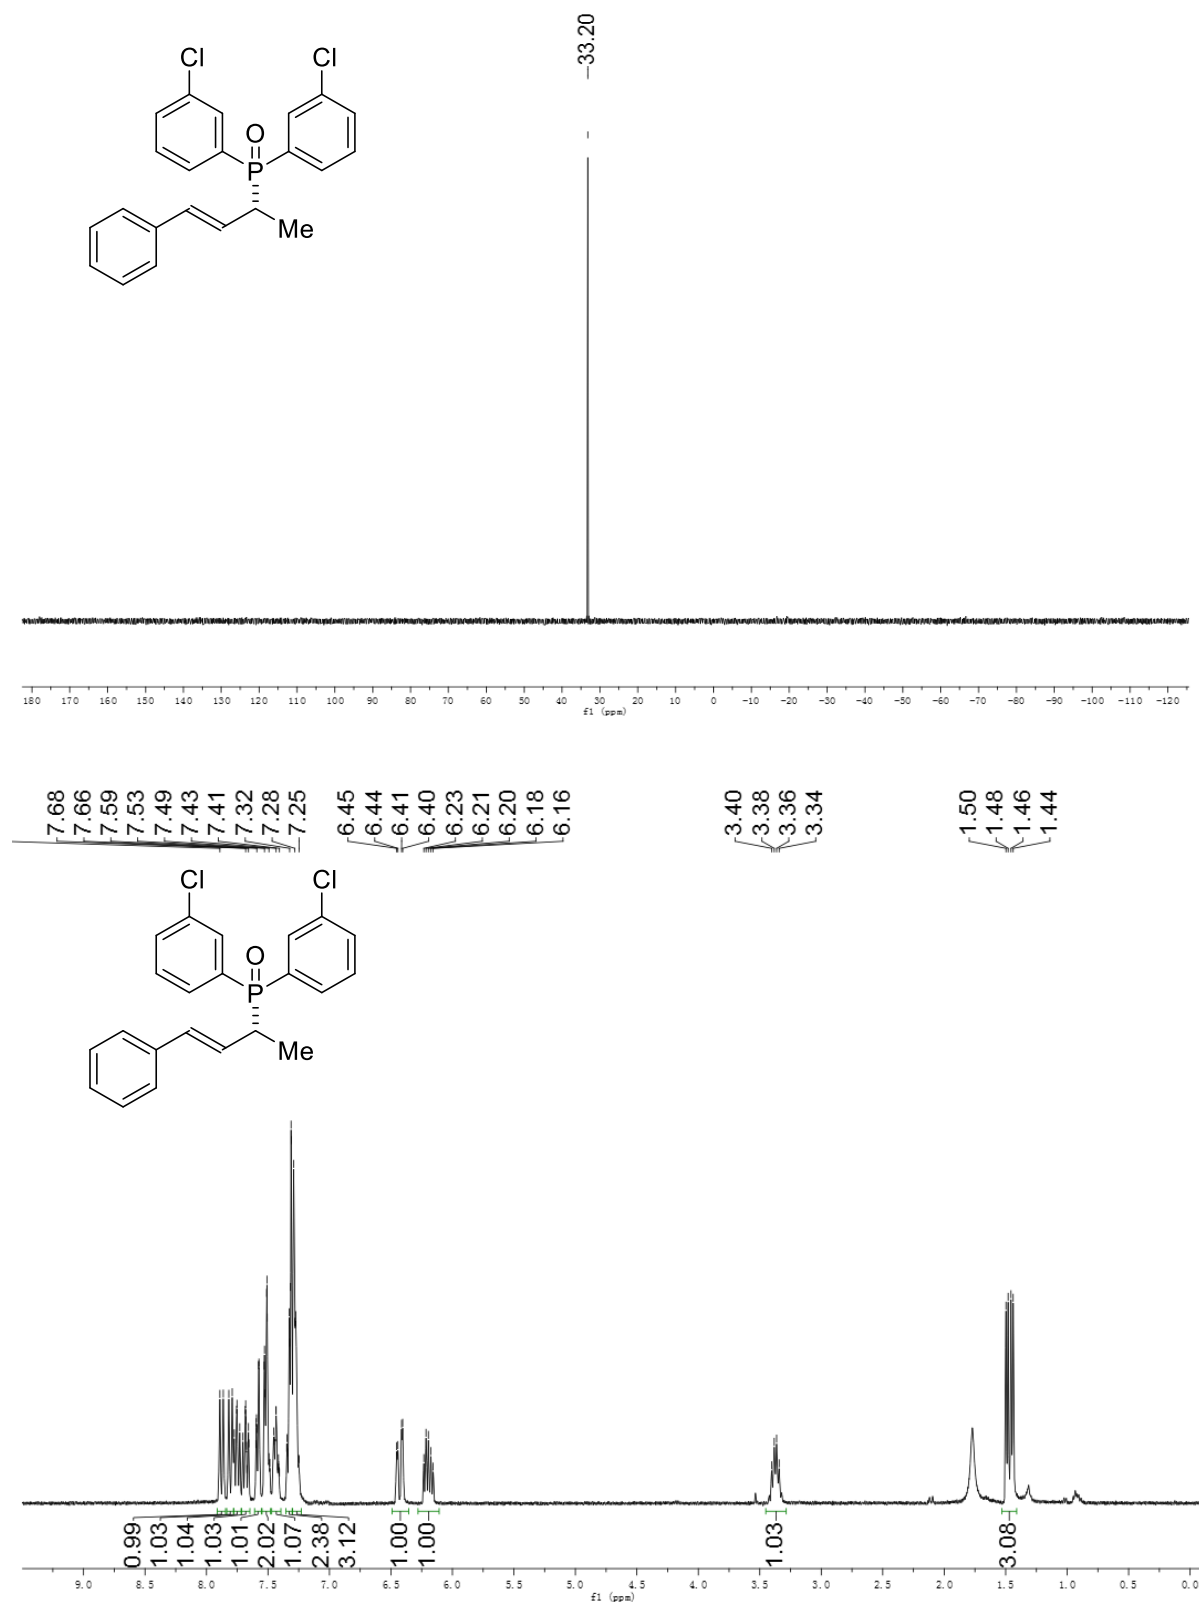 -33.20
Cl Cl
O
P
Me
180 170 160 150 140 130 120 110 100 90 80 70 60 50 40 30 20 10 0 -10 -20 -30 -40 -50 -60 -70 -80 -90 -100 -110 -120
f1 (ppm)
7.68 7.66 7.59 7.53 7.49 7.43 7.41 7.32 7.28 7.25 6.45 6.44 6.41 6.40 6.23 6.21 6.20 6.18 6.16 3.40 3.38 3.36 3.34 1.50 1.48 1.46 1.44
Cl Cl
O
P
Me
0.99 1.03 1.04 1.03 1.01 2.02 1.07 2.38 3.12 1.00 1.00 1.03 3.08
9.0 8.5 8.0 7.5 7.0 6.5 6.0 5.5 5.0 4.5 4.0 3.5 3.0 2.5 2.0 1.5 1.0 0.5 0.0
f1 (ppm)